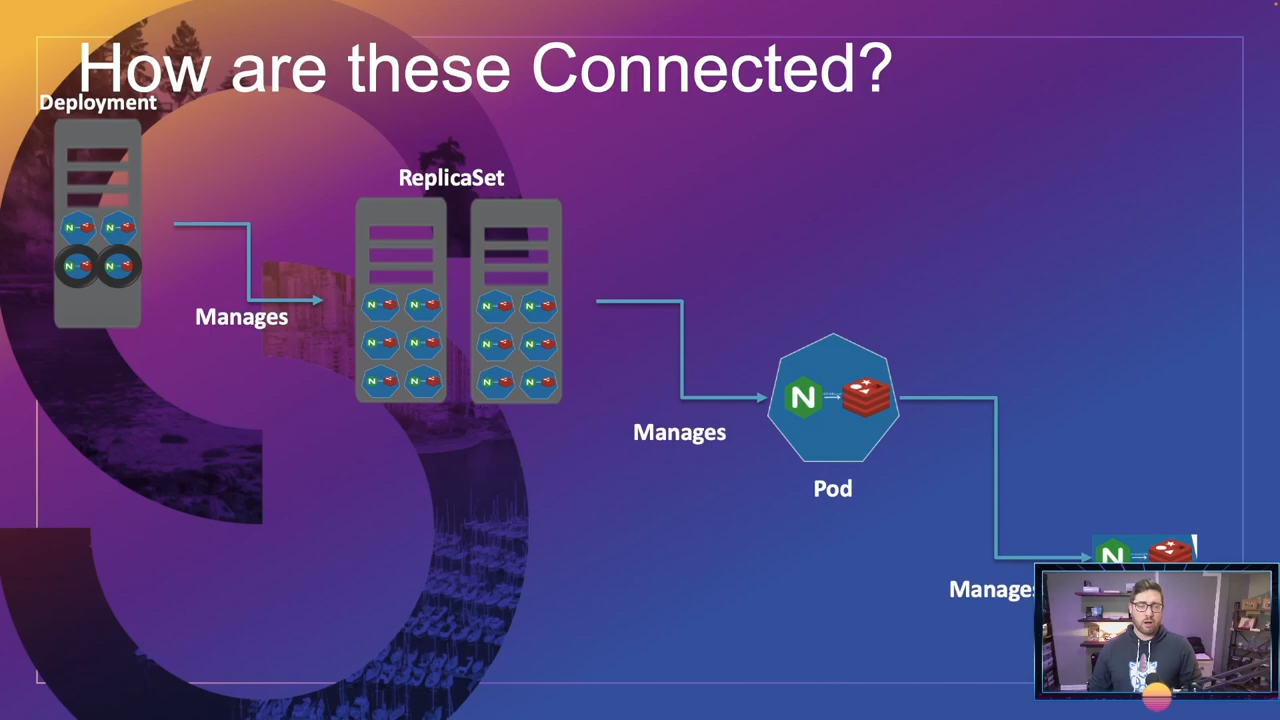 How are these Connected?
Deployment
ReplicaSet
Manages
Manages
Pod
Manages